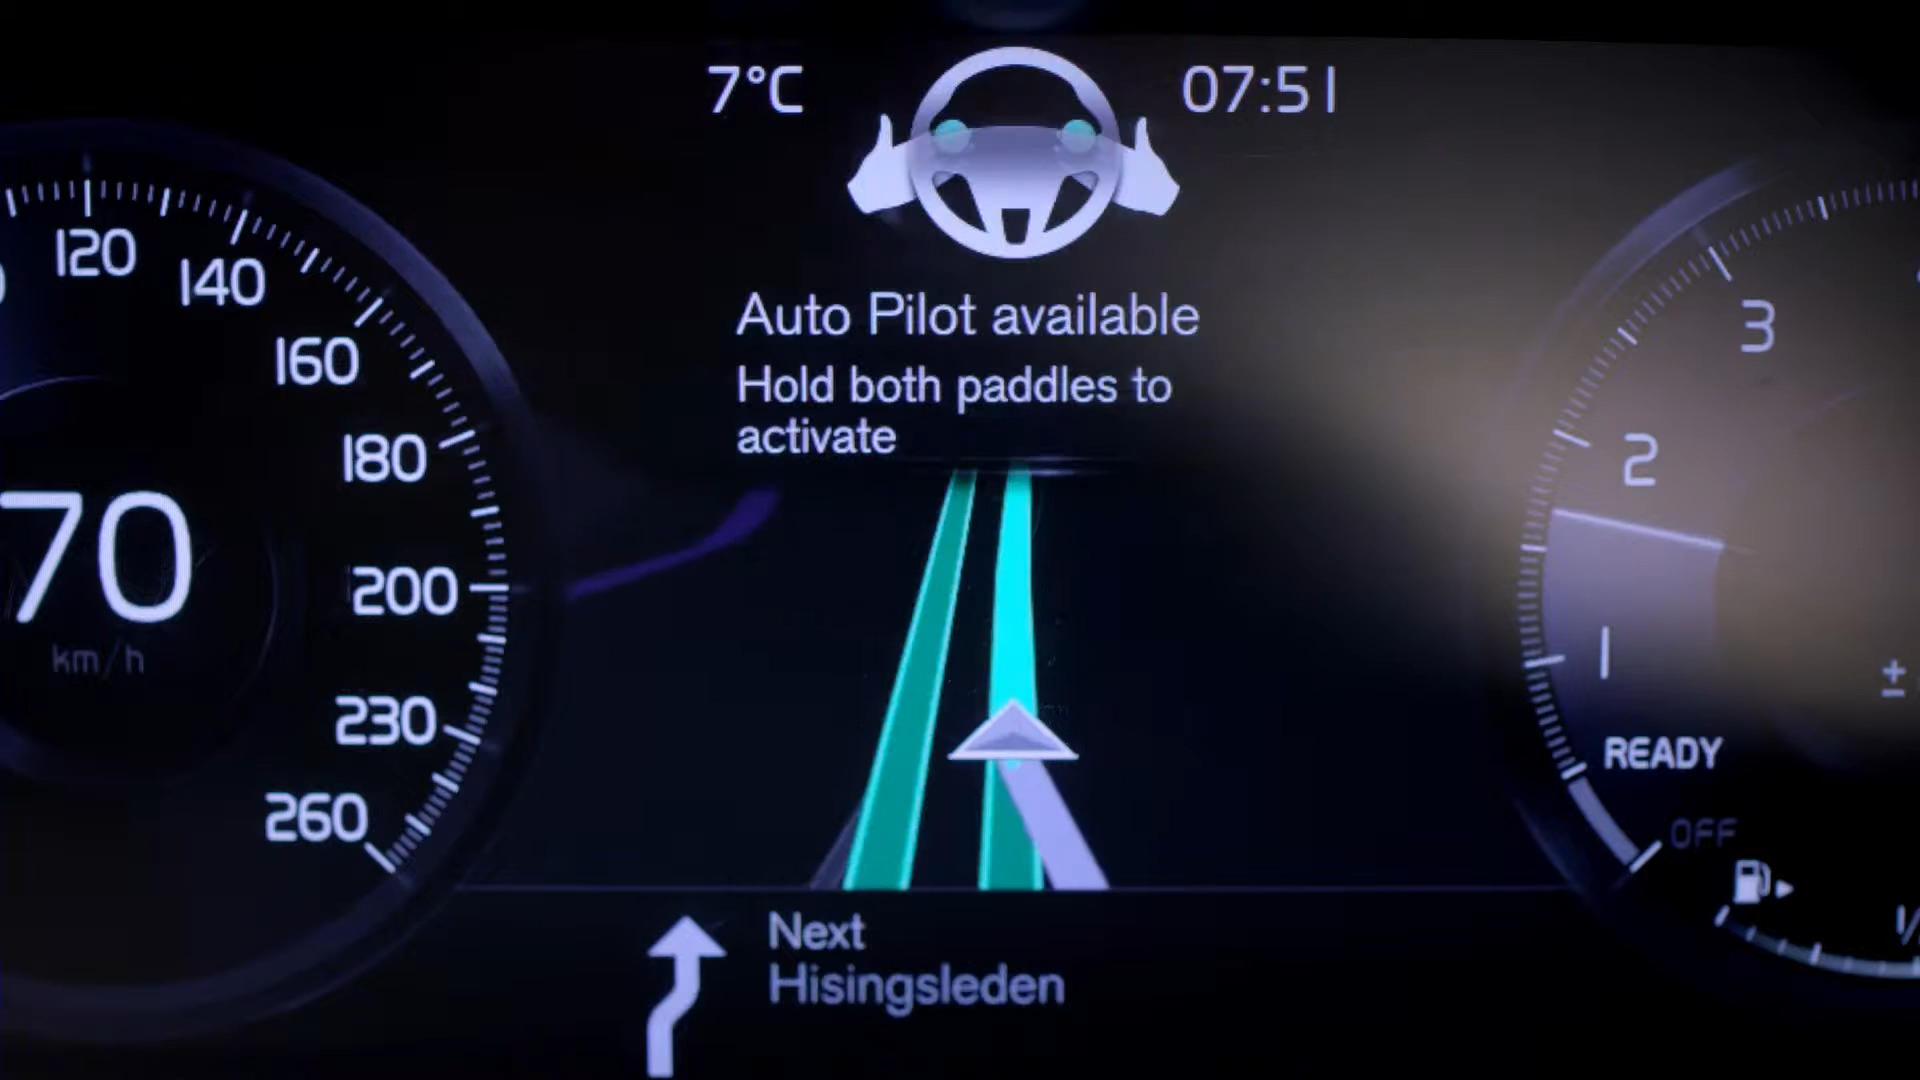 7°C
07:51
Auto Pilot available
Hold both paddles to
activate
120
140
160
180
200
230
260
70
km/h
3
2
1
READY
OFF
Next
Hisingsleden